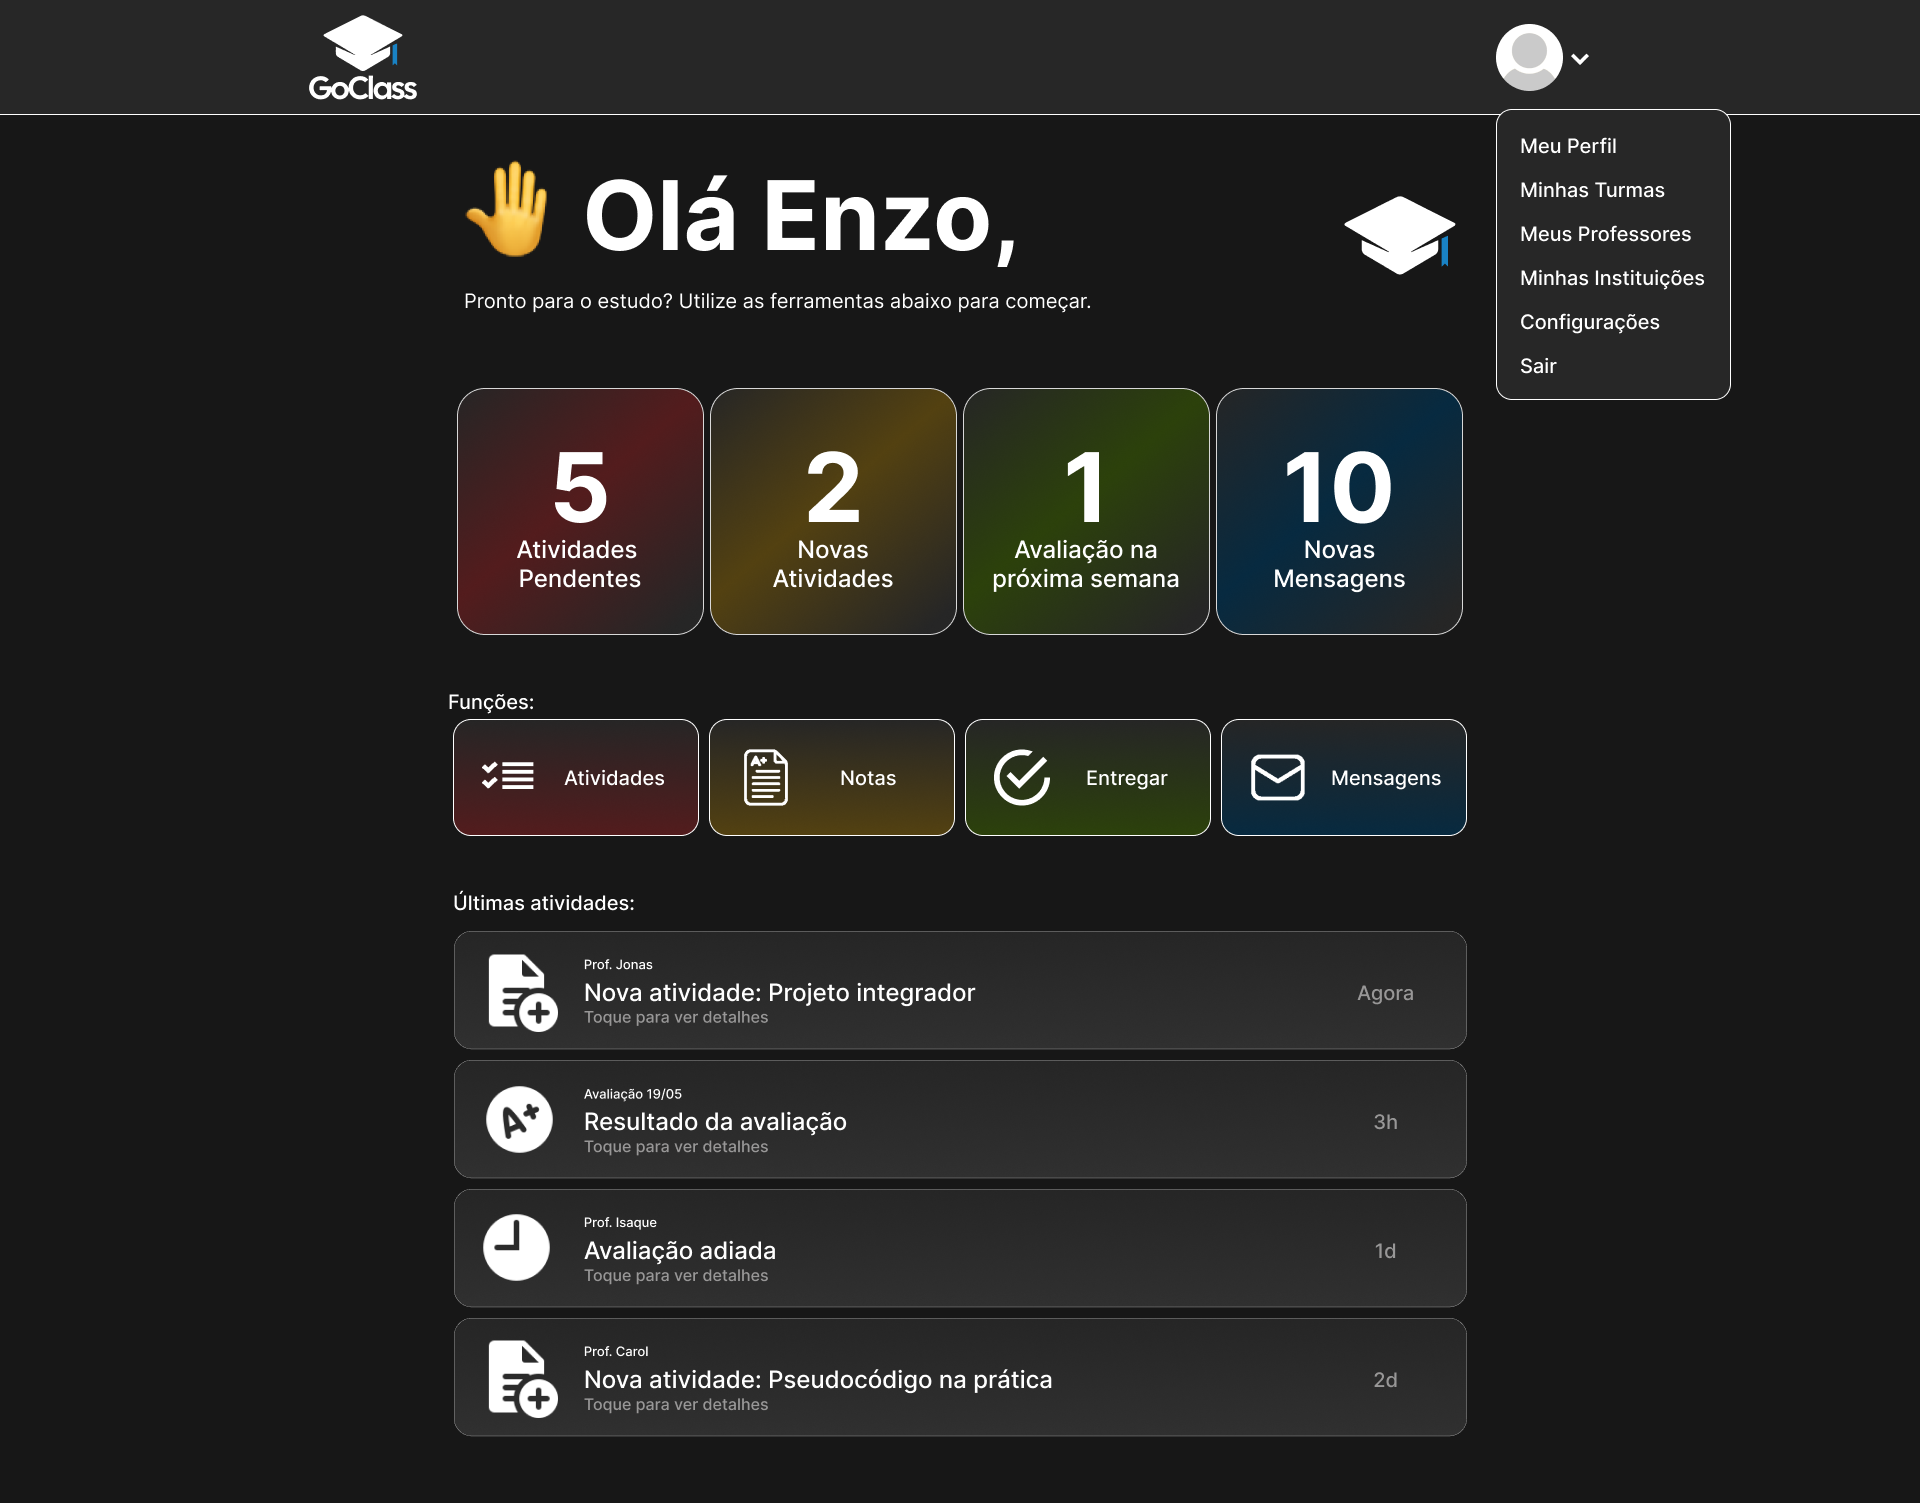 GoClass
Meu Perfil
Minhas Turmas
Meus Professores
Minhas Instituições
Configurações
Sair
Olá Enzo,
Pronto para o estudo? Utilize as ferramentas abaixo para começar.
5
Atividades
Pendentes
2
Novas
Atividades
1
Avaliação na
próxima semana
10
Novas
Mensagens
Funções:
Atividades
A+
Notas
Entregar
Mensagens
Últimas atividades:
Prof. Jonas
Nova atividade: Projeto integrador
Toque para ver detalhes
Agora
A+
Avaliação 19/05
Resultado da avaliação
Toque para ver detalhes
3h
Prof. Isaque
Avaliação adiada
Toque para ver detalhes
1d
Prof. Carol
Nova atividade: Pseudocódigo na prática
Toque para ver detalhes
2d